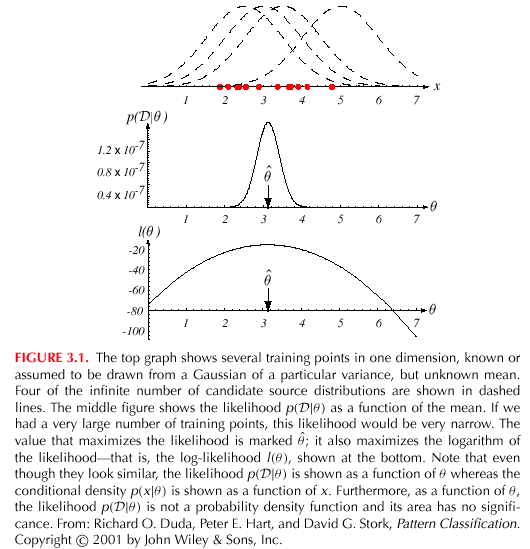 x
1 2 3 4 5 6 7
p(D|θ)
1.2 x 10⁻⁷
0.8 x 10⁻⁷
0.4 x 10⁻⁷
θ̂
θ
1 2 3 4 5 6 7
l(θ)
-20
-40
-60
-80
-100
θ̂
θ
1 2 3 4 5 6 7
FIGURE 3.1. The top graph shows several training points in one dimension, known or
assumed to be drawn from a Gaussian of a particular variance, but unknown mean.
Four of the infinite number of candidate source distributions are shown in dashed
lines. The middle figure shows the likelihood p(D|θ) as a function of the mean. If we
had a very large number of training points, this likelihood would be very narrow. The
value that maximizes the likelihood is marked θ̂; it also maximizes the logarithm of
the likelihood—that is, the log-likelihood l(θ), shown at the bottom. Note that even
though they look similar, the likelihood p(D|θ) is shown as a function of θ whereas the
conditional density p(x|θ) is shown as a function of x. Furthermore, as a function of θ,
the likelihood p(D|θ) is not a probability density function and its area has no signifi-
cance. From: Richard O. Duda, Peter E. Hart, and David G. Stork, Pattern Classification.
Copyright © 2001 by John Wiley & Sons, Inc.